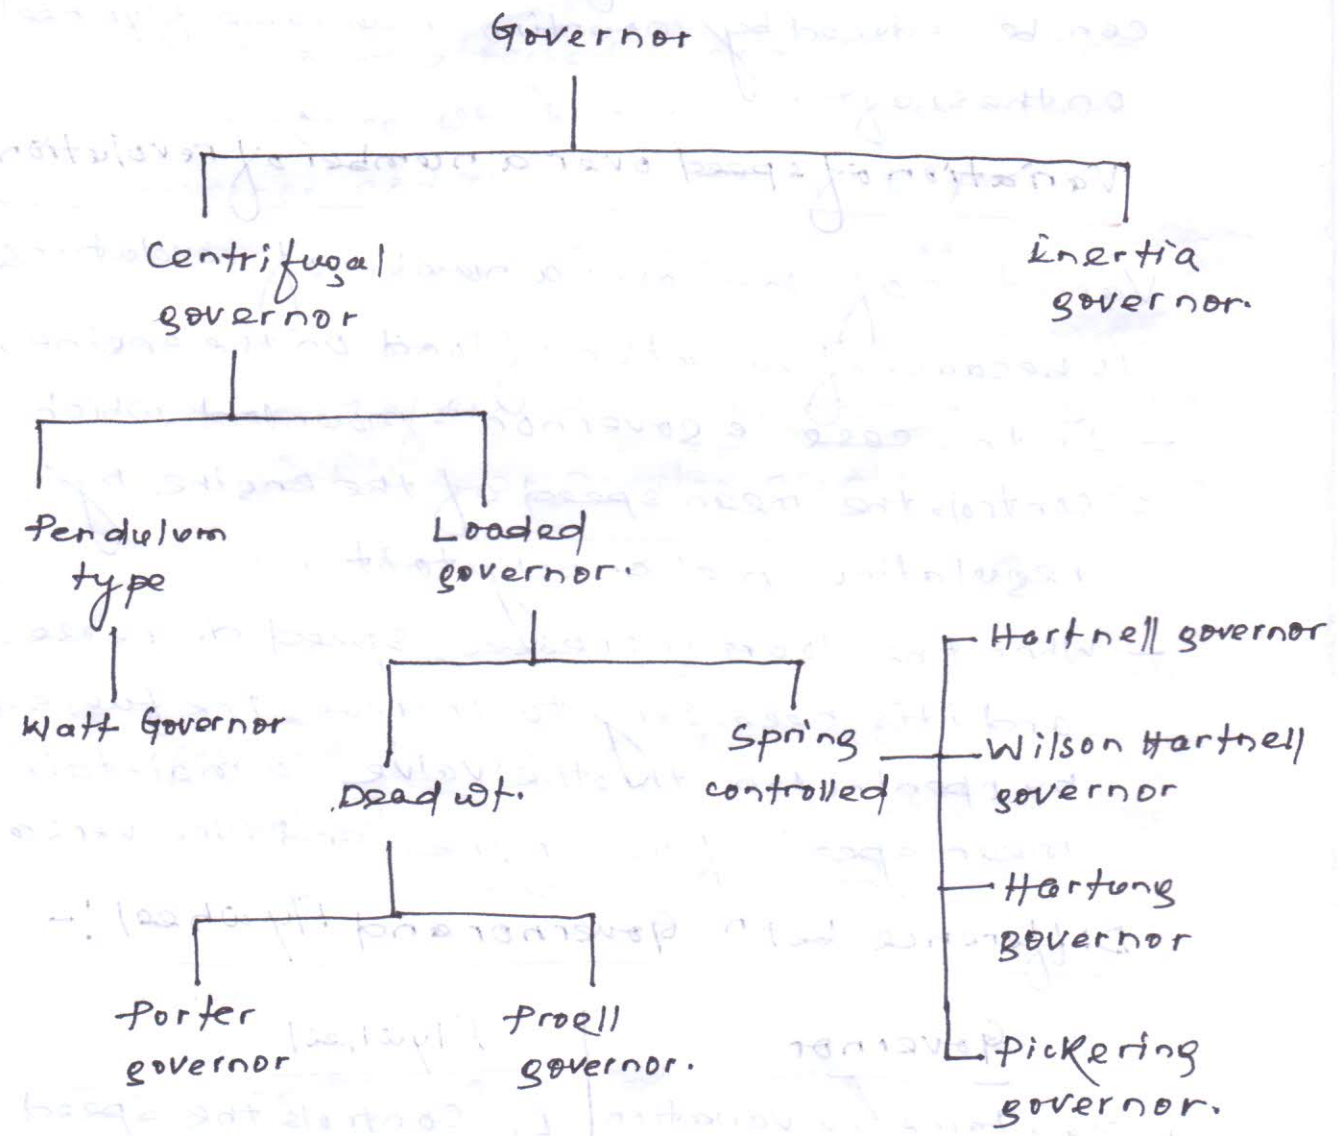 Governor
Centrifugal
governor
Inertia
governor.
Pendulum
type
Loaded
governor.
Watt Governor
Dead wt.
Spring
controlled
Hartnell governor
Wilson Hartnell
governor
Hartung
governor
Pickering
governor.
Porter
governor
Proell
governor.